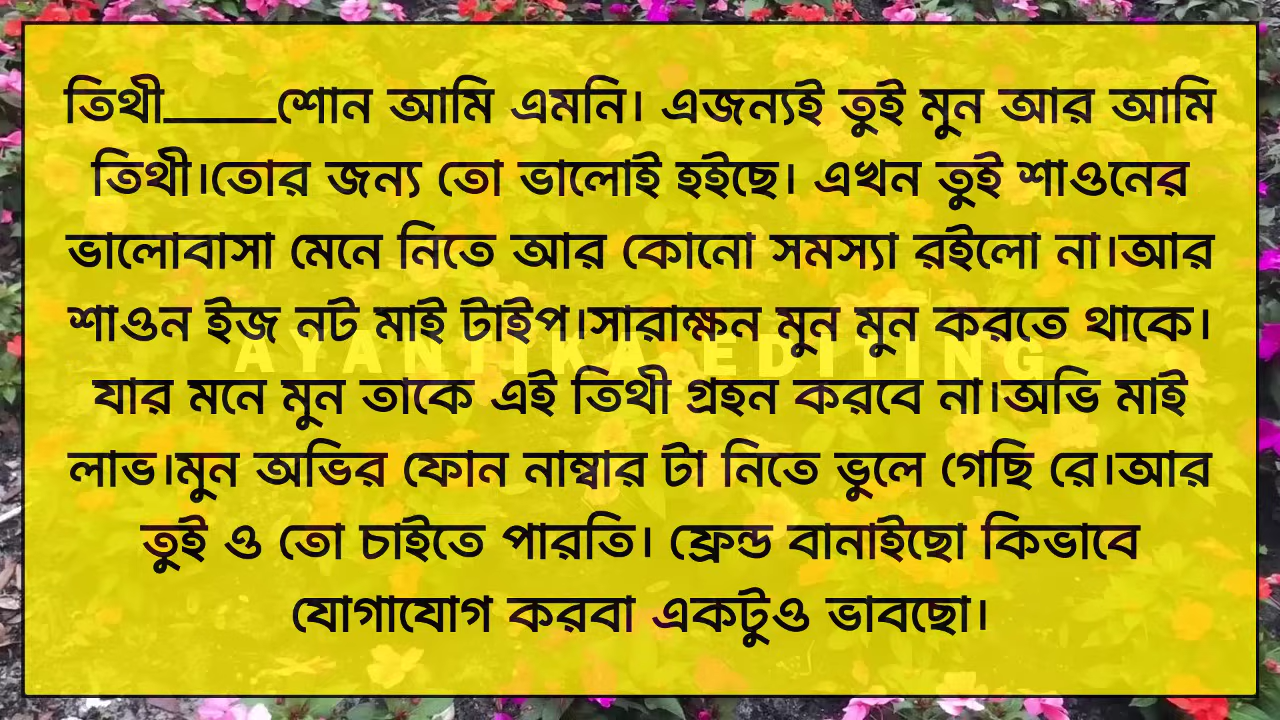 তিথী_____শোন আমি এমনি। এজন্যই তুই মুন আর আমি
তিথী।তোর জন্য তো ভালোই হইছে। এখন তুই শাওনের
ভালোবাসা মেনে নিতে আর কোনো সমস্যা রইলো না।আর
শাওন ইজ নট মাই টাইপ।সারাক্ষন মুন মুন করতে থাকে।
AYANTIKA EDITING
যার মনে মুন তাকে এই তিথী গ্রহন করবে না।অভি মাই
লাভ।মুন অভির ফোন নাম্বার টা নিতে ভুলে গেছি রে।আর
তুই ও তো চাইতে পারতি। ফ্রেন্ড বানাইছো কিভাবে
যোগাযোগ করবা একটুও ভাবছো।